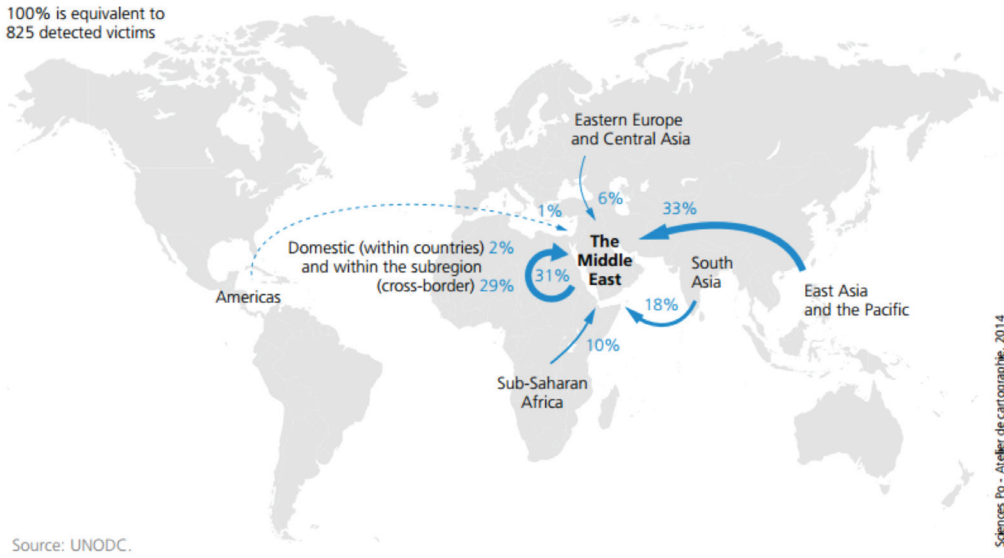 100% is equivalent to
825 detected victims
Eastern Europe
and Central Asia
6%
33%
1%
The
Middle
East
Domestic (within countries) 2%
and within the subregion
(cross-border) 29%
31%
South
Asia
18%
Americas
East Asia
and the Pacific
10%
Sub-Saharan
Africa
Sciences Po - Atelier de cartographie, 2014
Source: UNODC.